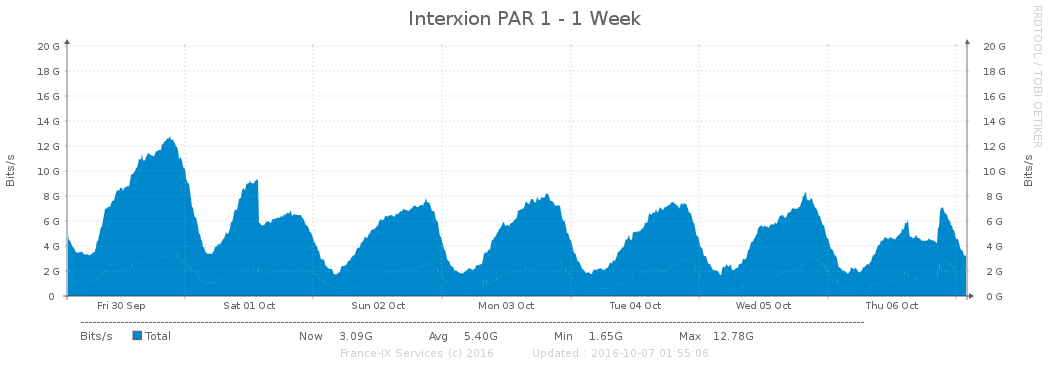 Interxion PAR 1 - 1 Week
RRDTOOL / TOBI OETIKER
Bits/s
Bits/s
20 G 20 G
18 G 18 G
16 G 16 G
14 G 14 G
12 G 12 G
10 G 10 G
8 G 8 G
6 G 6 G
4 G 4 G
2 G 2 G
0 0 G
Fri 30 Sep Sat 01 Oct Sun 02 Oct Mon 03 Oct Tue 04 Oct Wed 05 Oct Thu 06 Oct
Bits/s Total Now 3.09G Avg 5.40G Min 1.65G Max 12.78G
France-IX Services (c) 2016 Updated : 2016-10-07 01:55:06